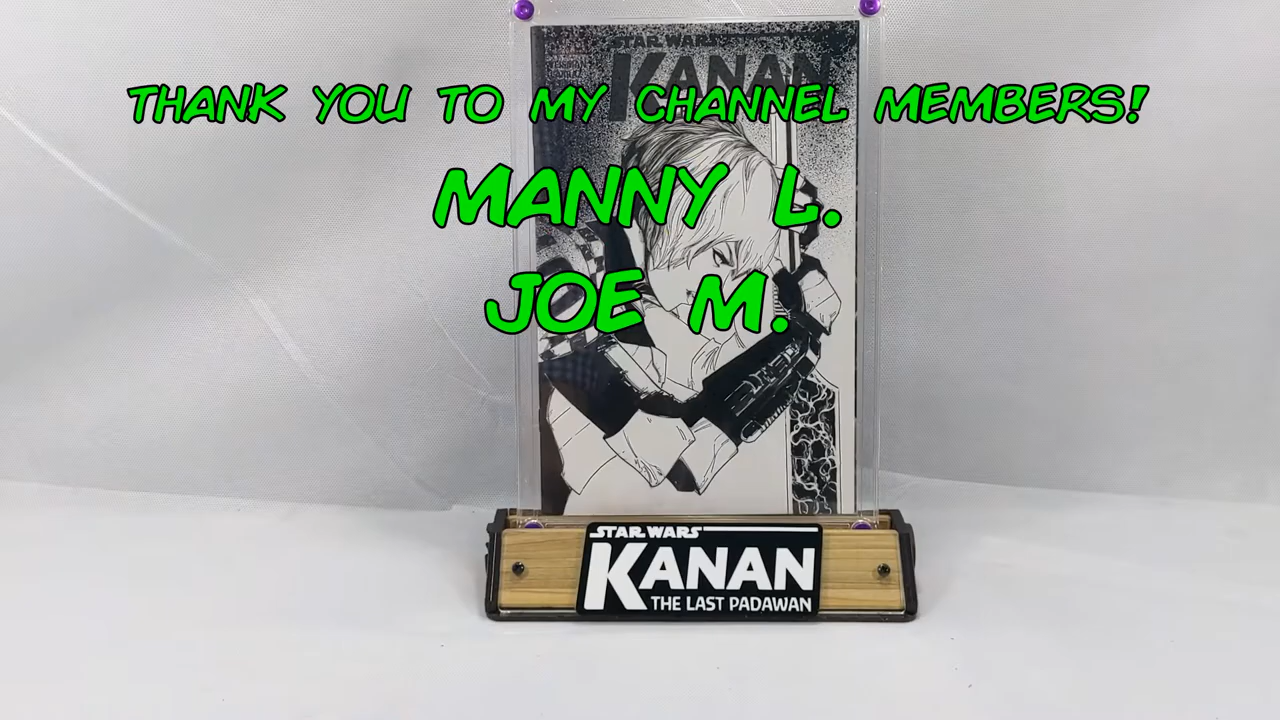 STAR WARS
KANAN
THANK YOU TO MY CHANNEL MEMBERS!
MANNY L.
JOE M.
STAR WARS
KANAN
THE LAST PADAWAN